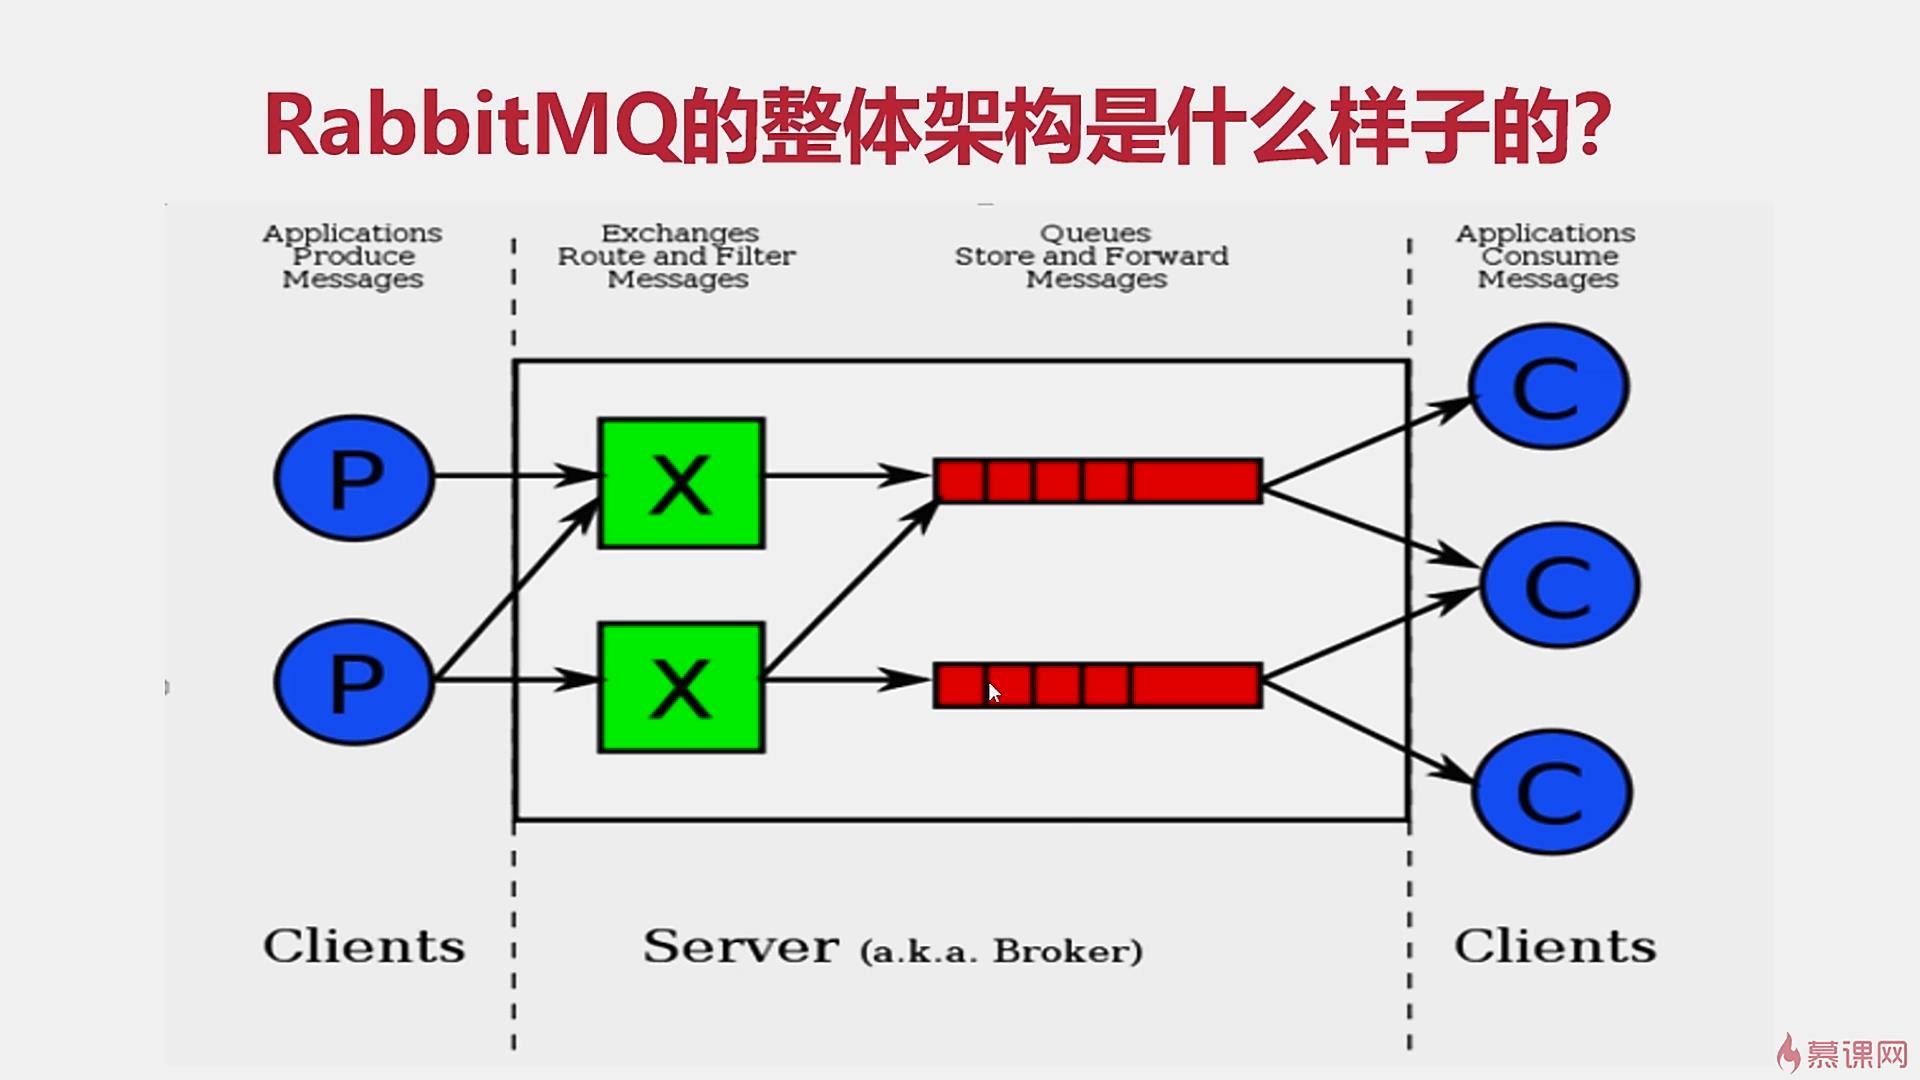 RabbitMQ的整体架构是什么样子的？
Applications
Produce
Messages
Exchanges
Route and Filter
Messages
Queues
Store and Forward
Messages
Applications
Consume
Messages
P
X
C
P
X
C
C
Clients
Server (a.k.a. Broker)
Clients
慕课网